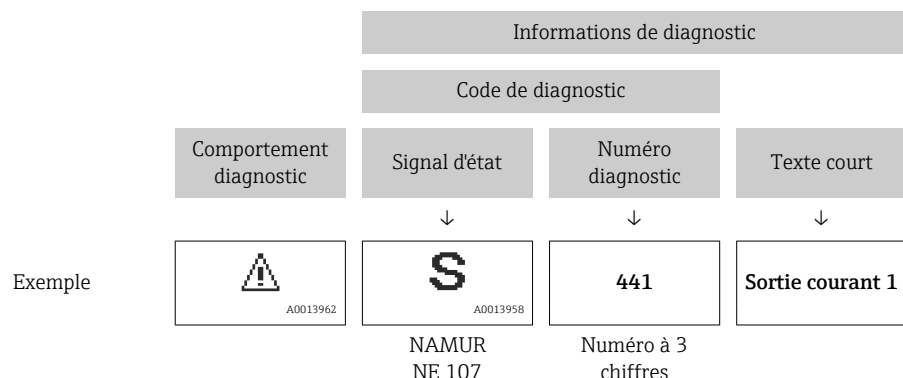 Informations de diagnostic
Code de diagnostic
Comportement
diagnostic
Signal d'état
Numéro
diagnostic
Texte court
↓ ↓ ↓
Exemple
A0013962
S
A0013958
441
Sortie courant 1
NAMUR
NE 107
Numéro à 3
chiffres